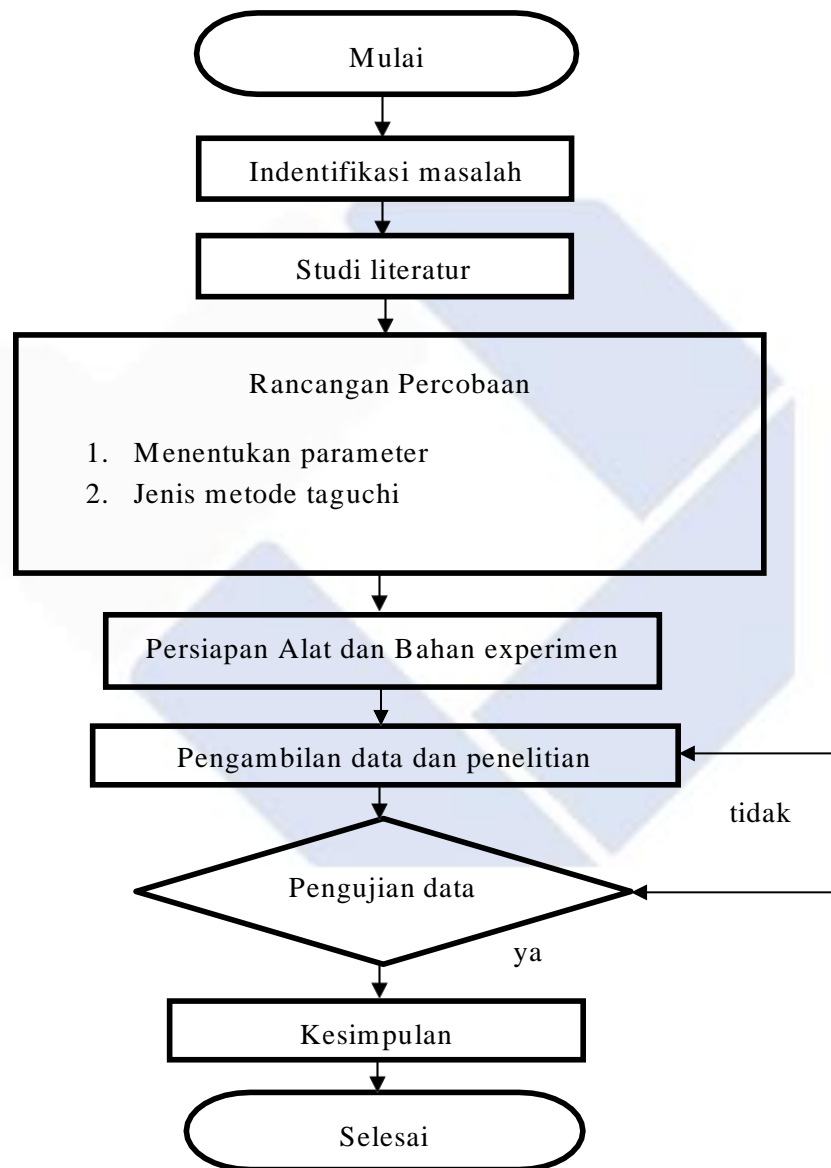 Mulai
Indentifikasi masalah
Studi literatur
Rancangan Percobaan
1. Menentukan parameter
2. Jenis metode taguchi
Persiapan Alat dan Bahan experimen
Pengambilan data dan penelitian
tidak
Pengujian data
ya
Kesimpulan
Selesai